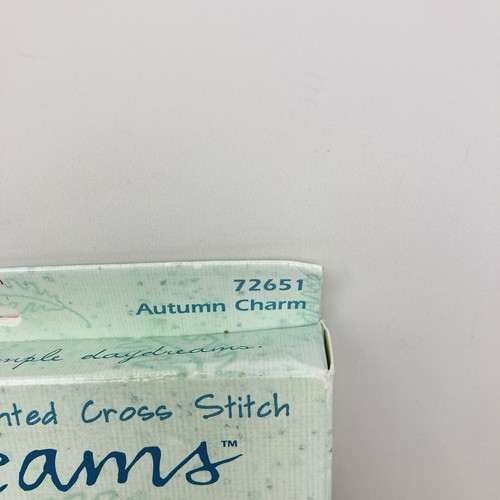 72651
Autumn Charm
mple daydreams.
nted Cross Stitch
eams™